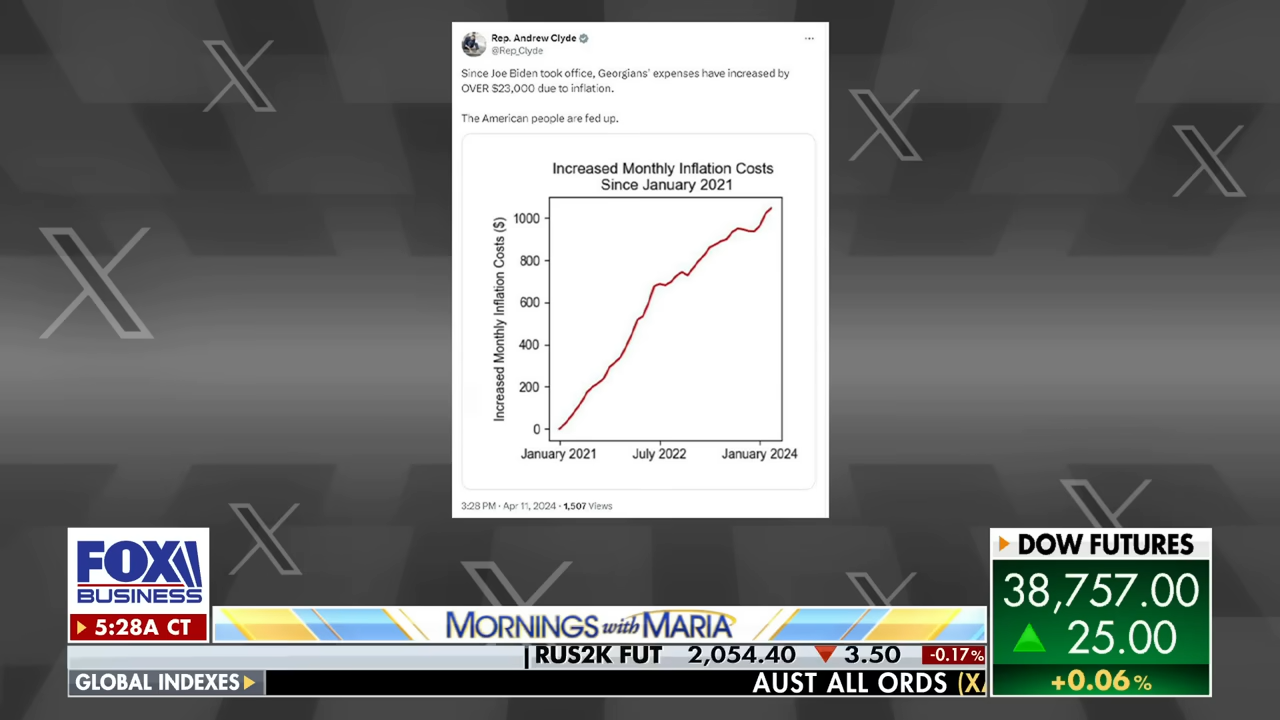 Rep. Andrew Clyde
@Rep_Clyde
Since Joe Biden took office, Georgians' expenses have increased by
OVER $23,000 due to inflation.
The American people are fed up.
Increased Monthly Inflation Costs
Since January 2021
Increased Monthly Inflation Costs ($)
1000
800
600
400
200
0
January 2021
July 2022
January 2024
3:28 PM · Apr 11, 2024 · 1,507 Views
FOX
BUSINESS
5:28A CT
MORNINGS with MARIA
RUS2K FUT 2,054.40 3.50 -0.17%
GLOBAL INDEXES
AUST ALL ORDS (XA
DOW FUTURES
38,757.00
25.00
+0.06%